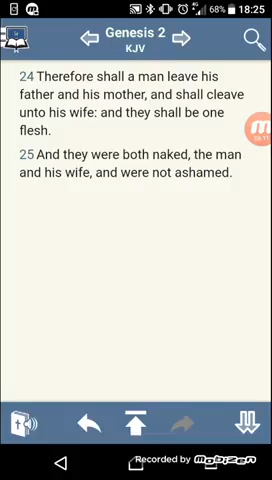 68% 18:25
Genesis 2
KJV
24 Therefore shall a man leave his
father and his mother, and shall cleave
unto his wife: and they shall be one
flesh.
25 And they were both naked, the man
and his wife, and were not ashamed.
Recorded by mobizen